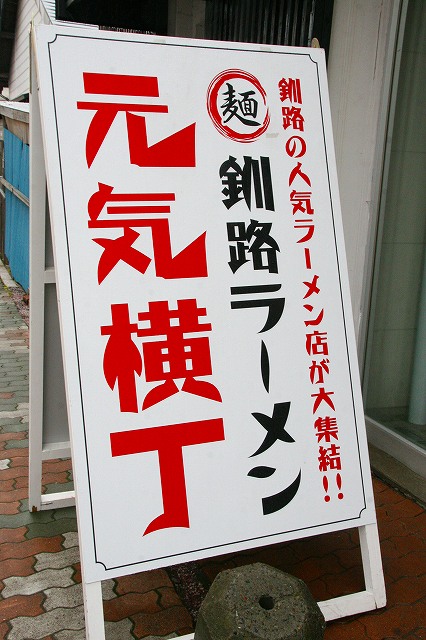 釧路の人気ラーメン店が大集結!!
麺
釧路ラーメン
元気横丁